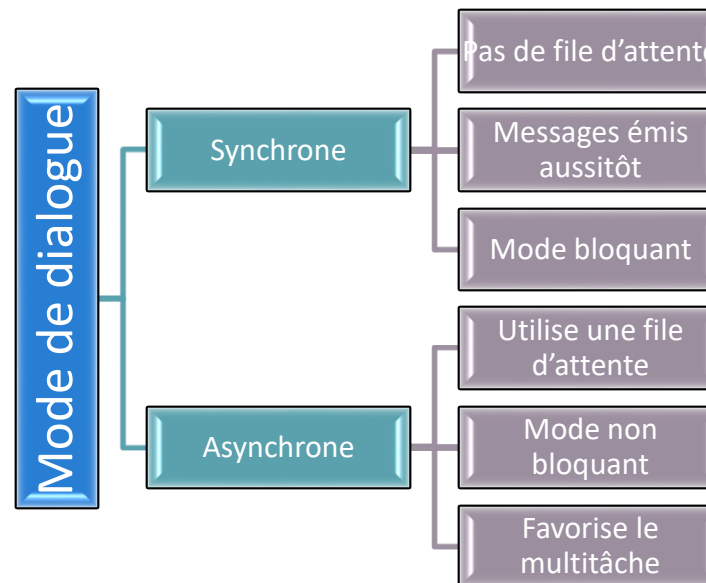 Mode de dialogue
Synchrone
Pas de file d’attente
Messages émis
aussitôt
Mode bloquant
Asynchrone
Utilise une file
d’attente
Mode non
bloquant
Favorise le
multitâche